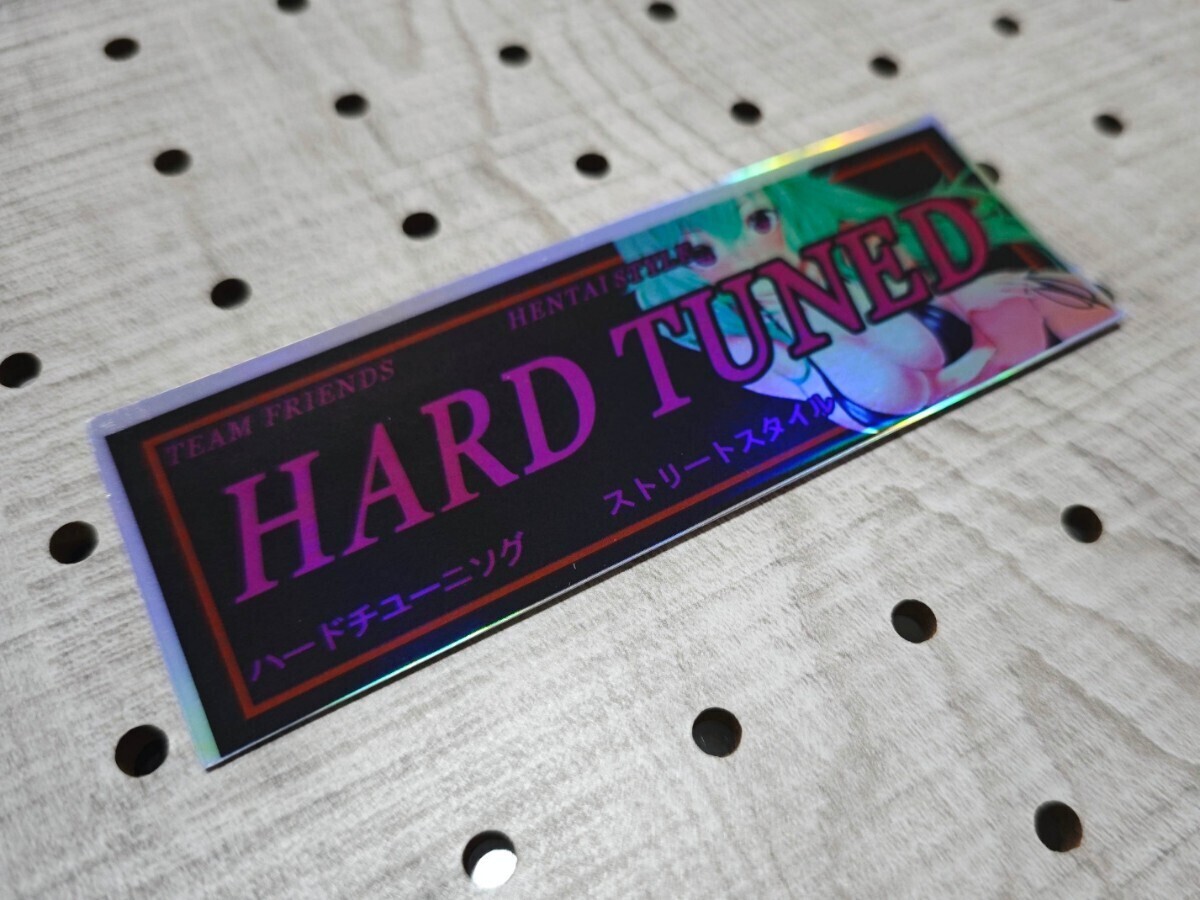 TEAM FRIENDS
HENTAI STYLE
HARD TUNED
ハードチューニング
ストリートスタイル